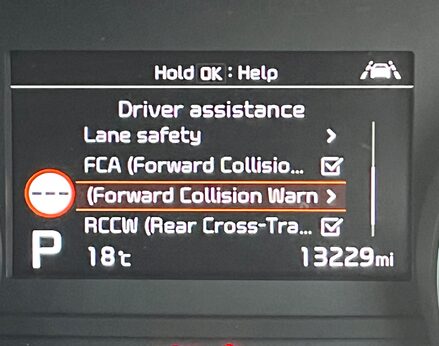 Hold OK : Help
Driver assistance
Lane safety
FCA (Forward Collisio...
(Forward Collision Warn
RCCW (Rear Cross-Tra...
---
P
18℃
13229mi